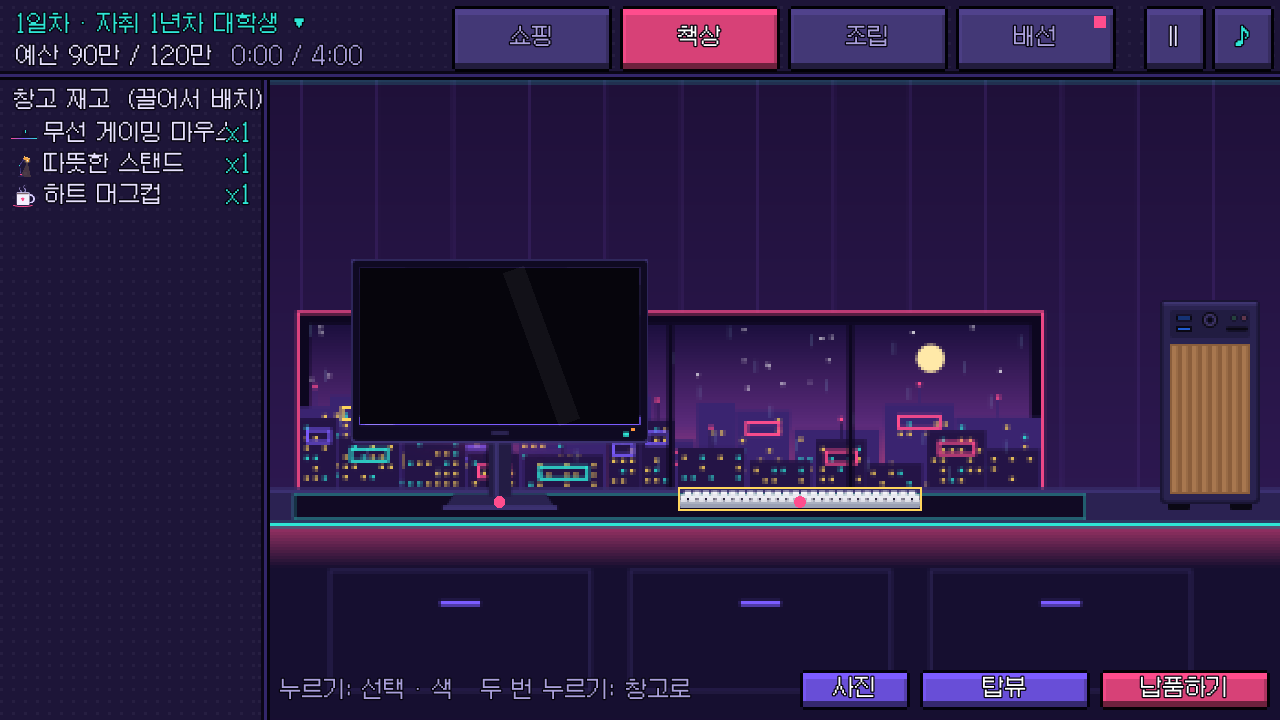 1일차 · 자취 1년차 대학생 ▼
예산 90만 / 120만 0:00 / 4:00
쇼핑
책상
조립
배선
창고 재고 (끌어서 배치)
무선 게이밍 마우스 x1
따뜻한 스탠드 x1
하트 머그컵 x1
누르기: 선택 · 색 두 번 누르기: 창고로
사진
탑뷰
납품하기